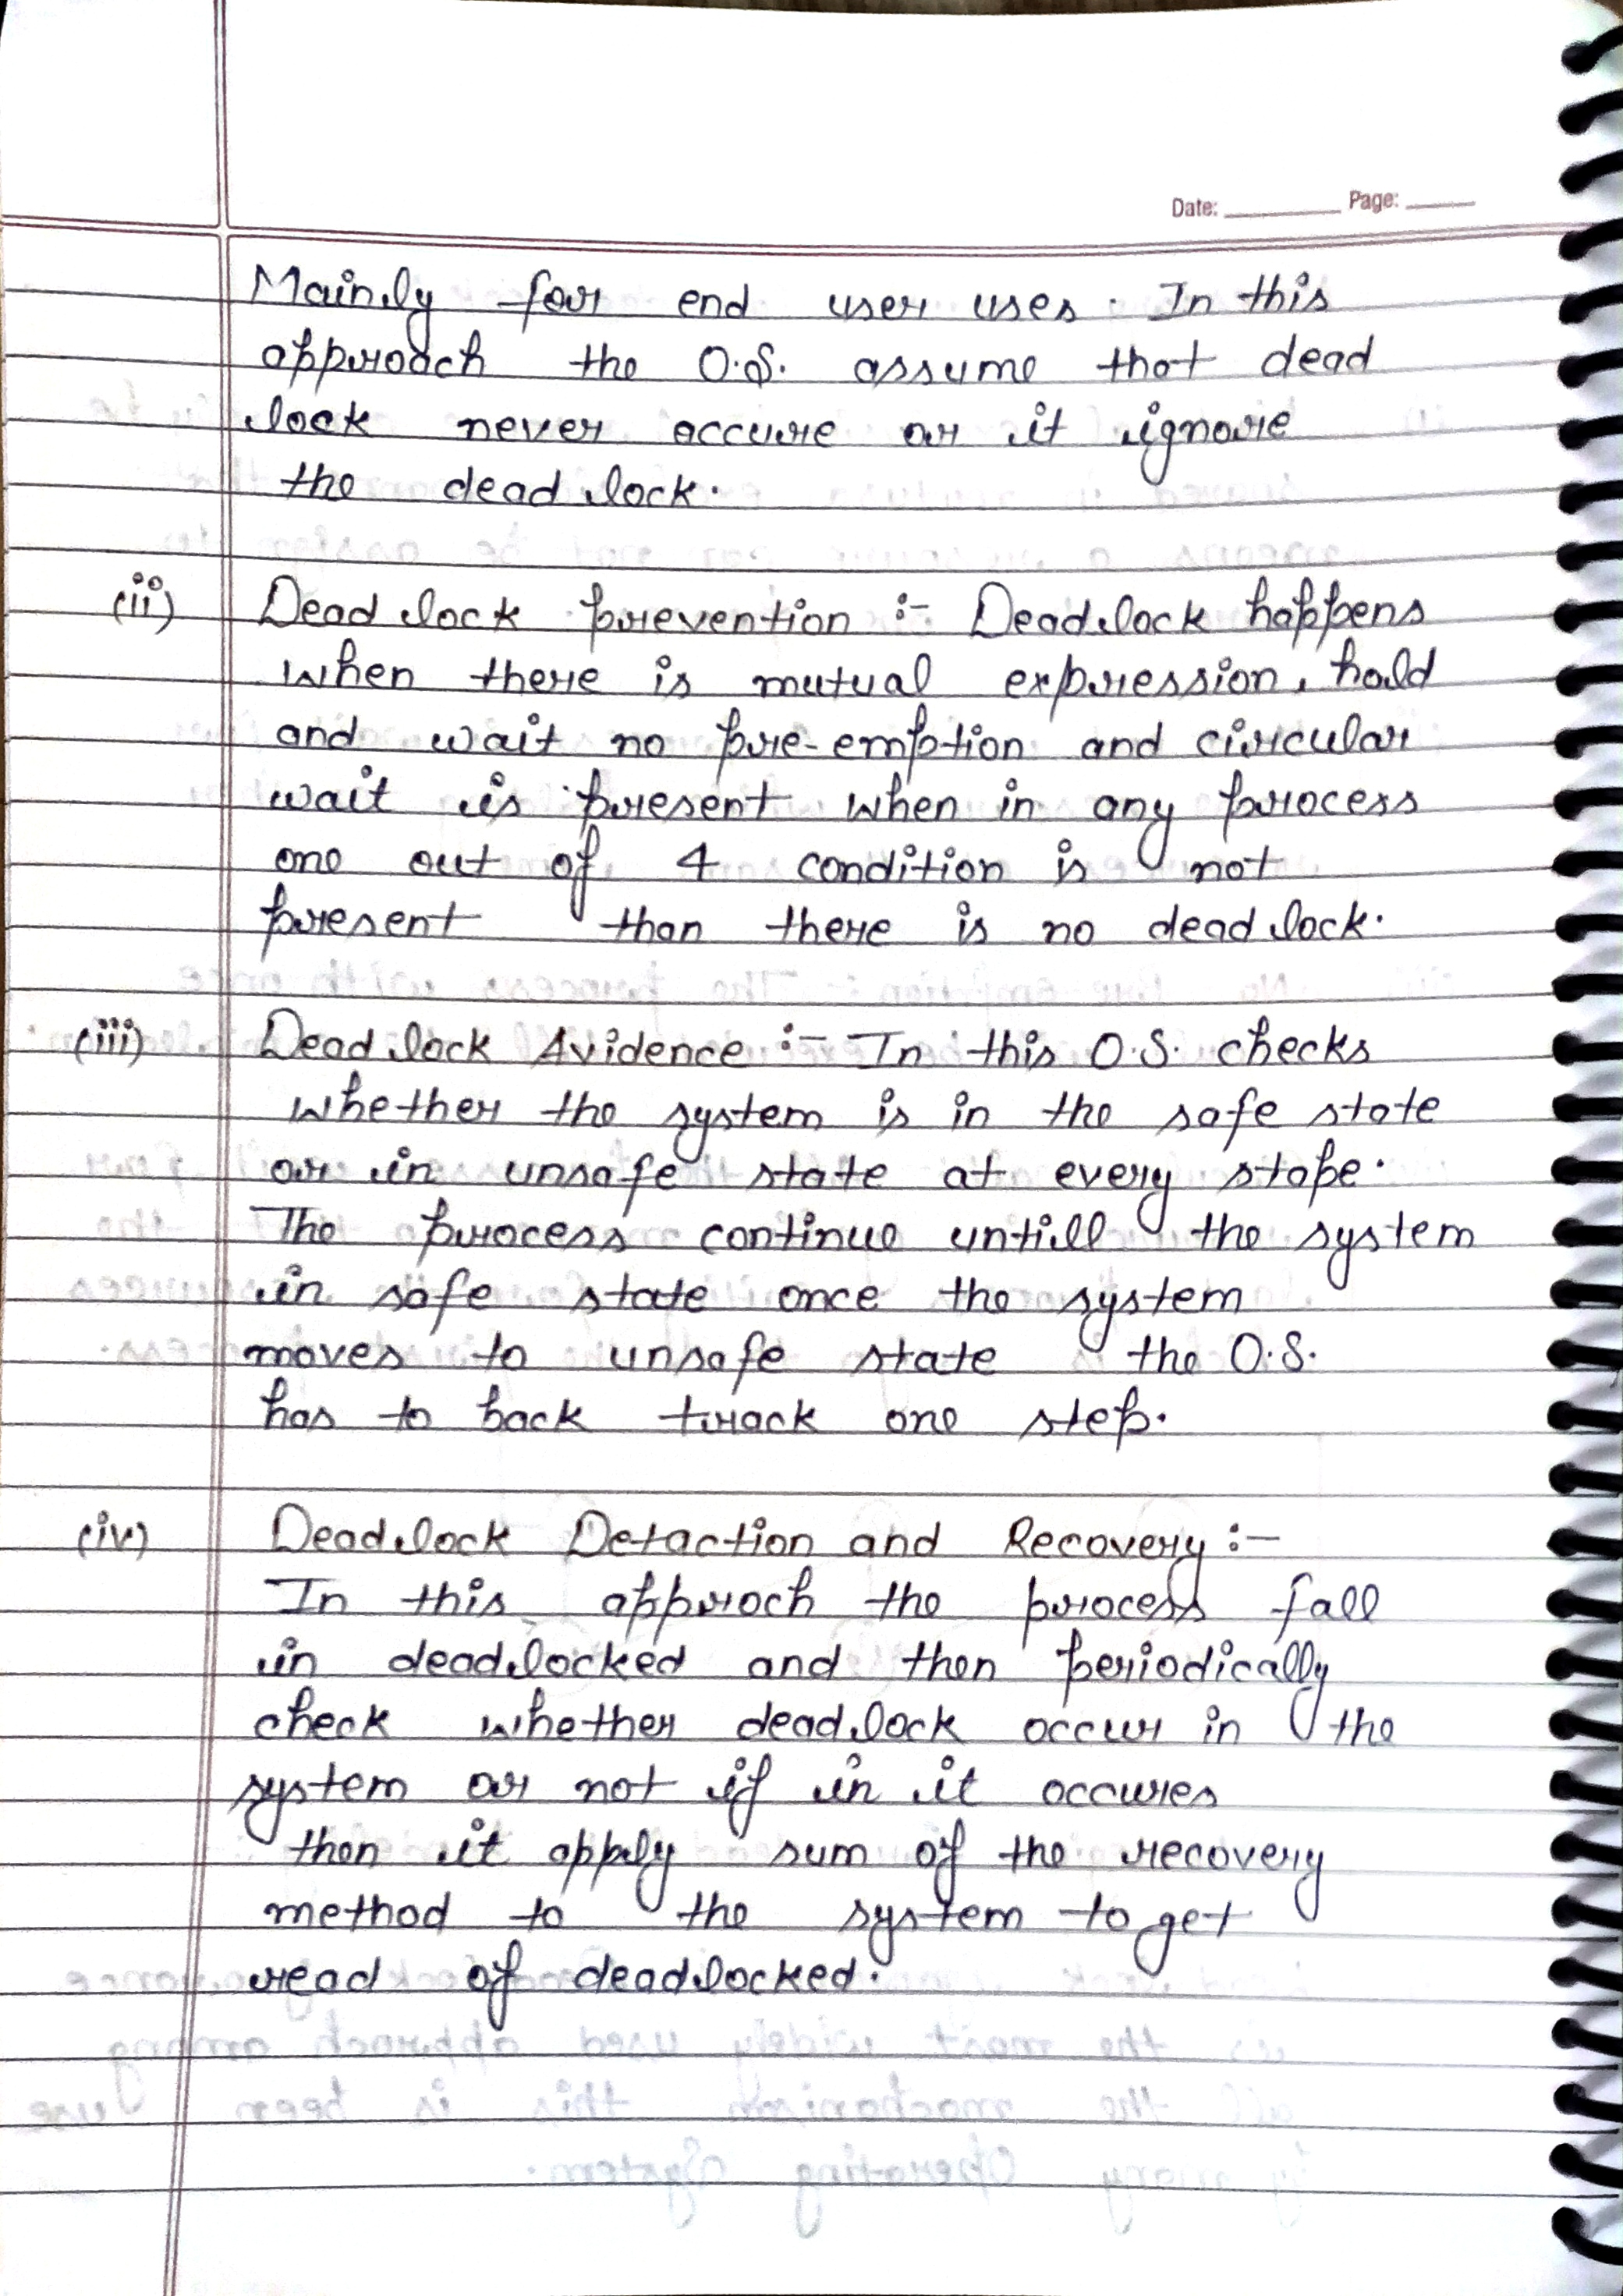 Date: Page:
Mainly for end user uses. In this
approach the O.S. assume that dead
lock never accure or it ignore
the dead lock.
(ii) Dead lock prevention :- Deadlock happens
when there is mutual expression, hold
and wait no pre-emption and circular
wait is present when in any process
one out of 4 condition is not
present than there is no dead lock.
(iii) Dead lock Avidence :- In this O.S. checks
whether the system is in the safe state
or in unsafe state at every stape.
The process continue untill the system
in safe state once the system
moves to unsafe state the O.S.
has to back track one step.
(iv) Deadlock Detaction and Recovery :-
In this approch the process fall
in deadlocked and then periodically
check whether deadlock occur in the
system or not if in it occures
then it apply sum of the recovery
method to the system to get
read of deadlocked.